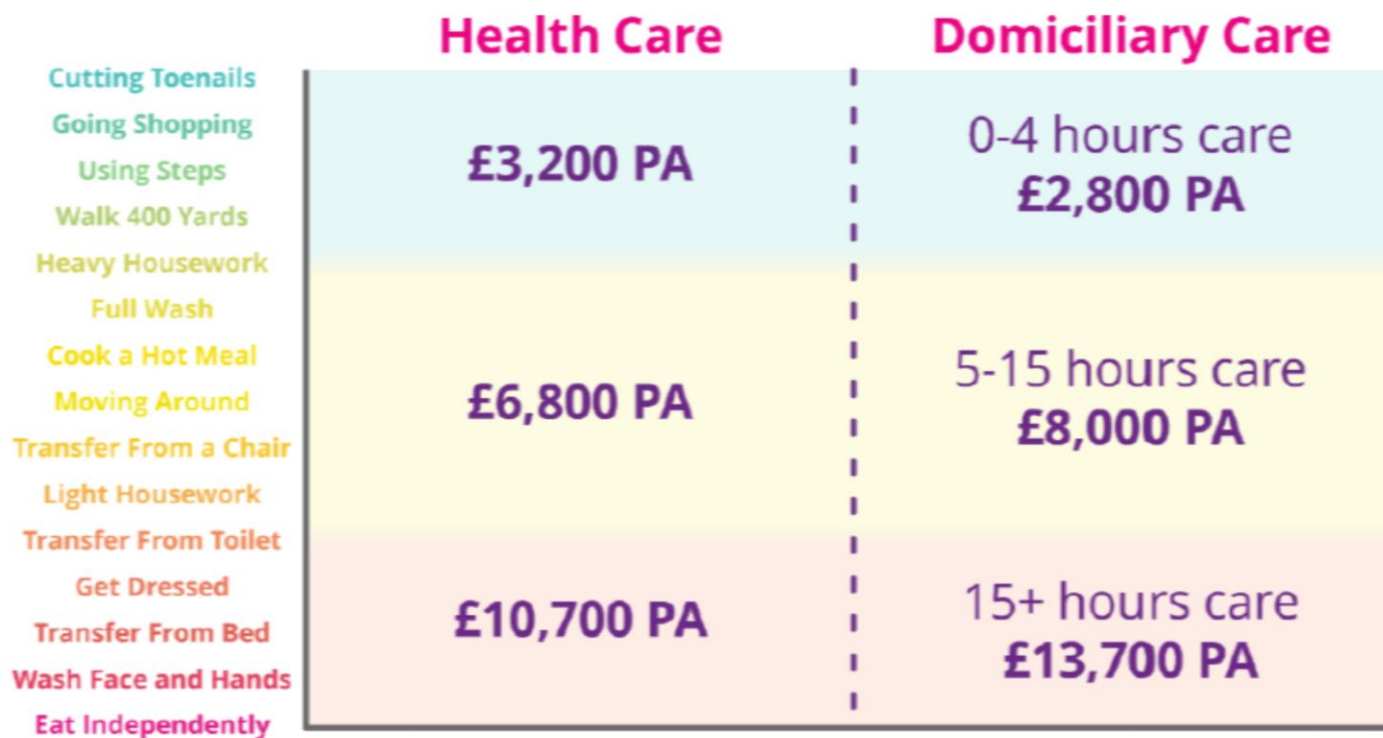 Health Care
Domiciliary Care
Cutting Toenails
Going Shopping
Using Steps
Walk 400 Yards
Heavy Housework
Full Wash
Cook a Hot Meal
Moving Around
Transfer From a Chair
Light Housework
Transfer From Toilet
Get Dressed
Transfer From Bed
Wash Face and Hands
Eat Independently
£3,200 PA
0-4 hours care
£2,800 PA
£6,800 PA
5-15 hours care
£8,000 PA
£10,700 PA
15+ hours care
£13,700 PA